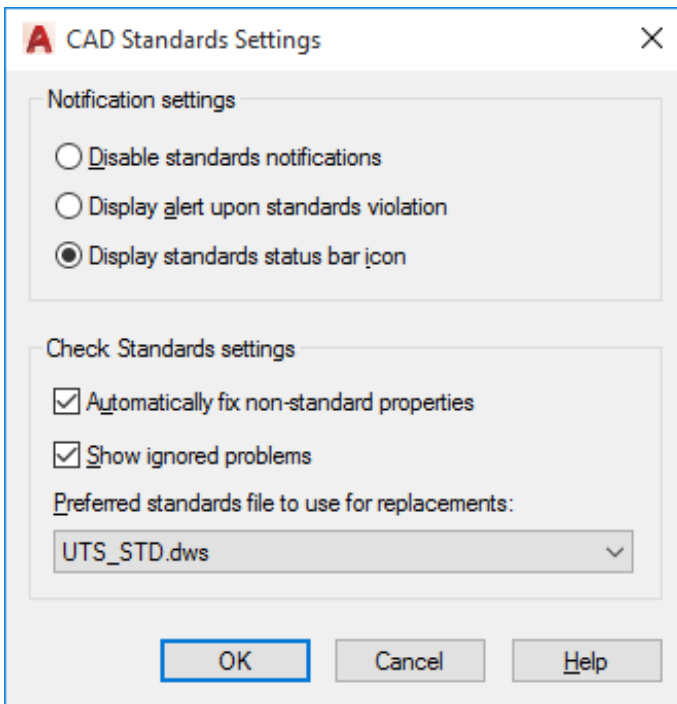 CAD Standards Settings
Notification settings
Disable standards notifications
Display alert upon standards violation
Display standards status bar icon
Check Standards settings
Automatically fix non-standard properties
Show ignored problems
Preferred standards file to use for replacements:
UTS_STD.dws
OK Cancel Help